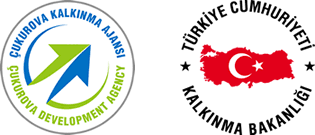 ÇUKUROVA KALKINMA AJANSI
ÇUKUROVA DEVELOPMENT AGENCY
TÜRKİYE CUMHURİYETİ
KALKINMA BAKANLIĞI